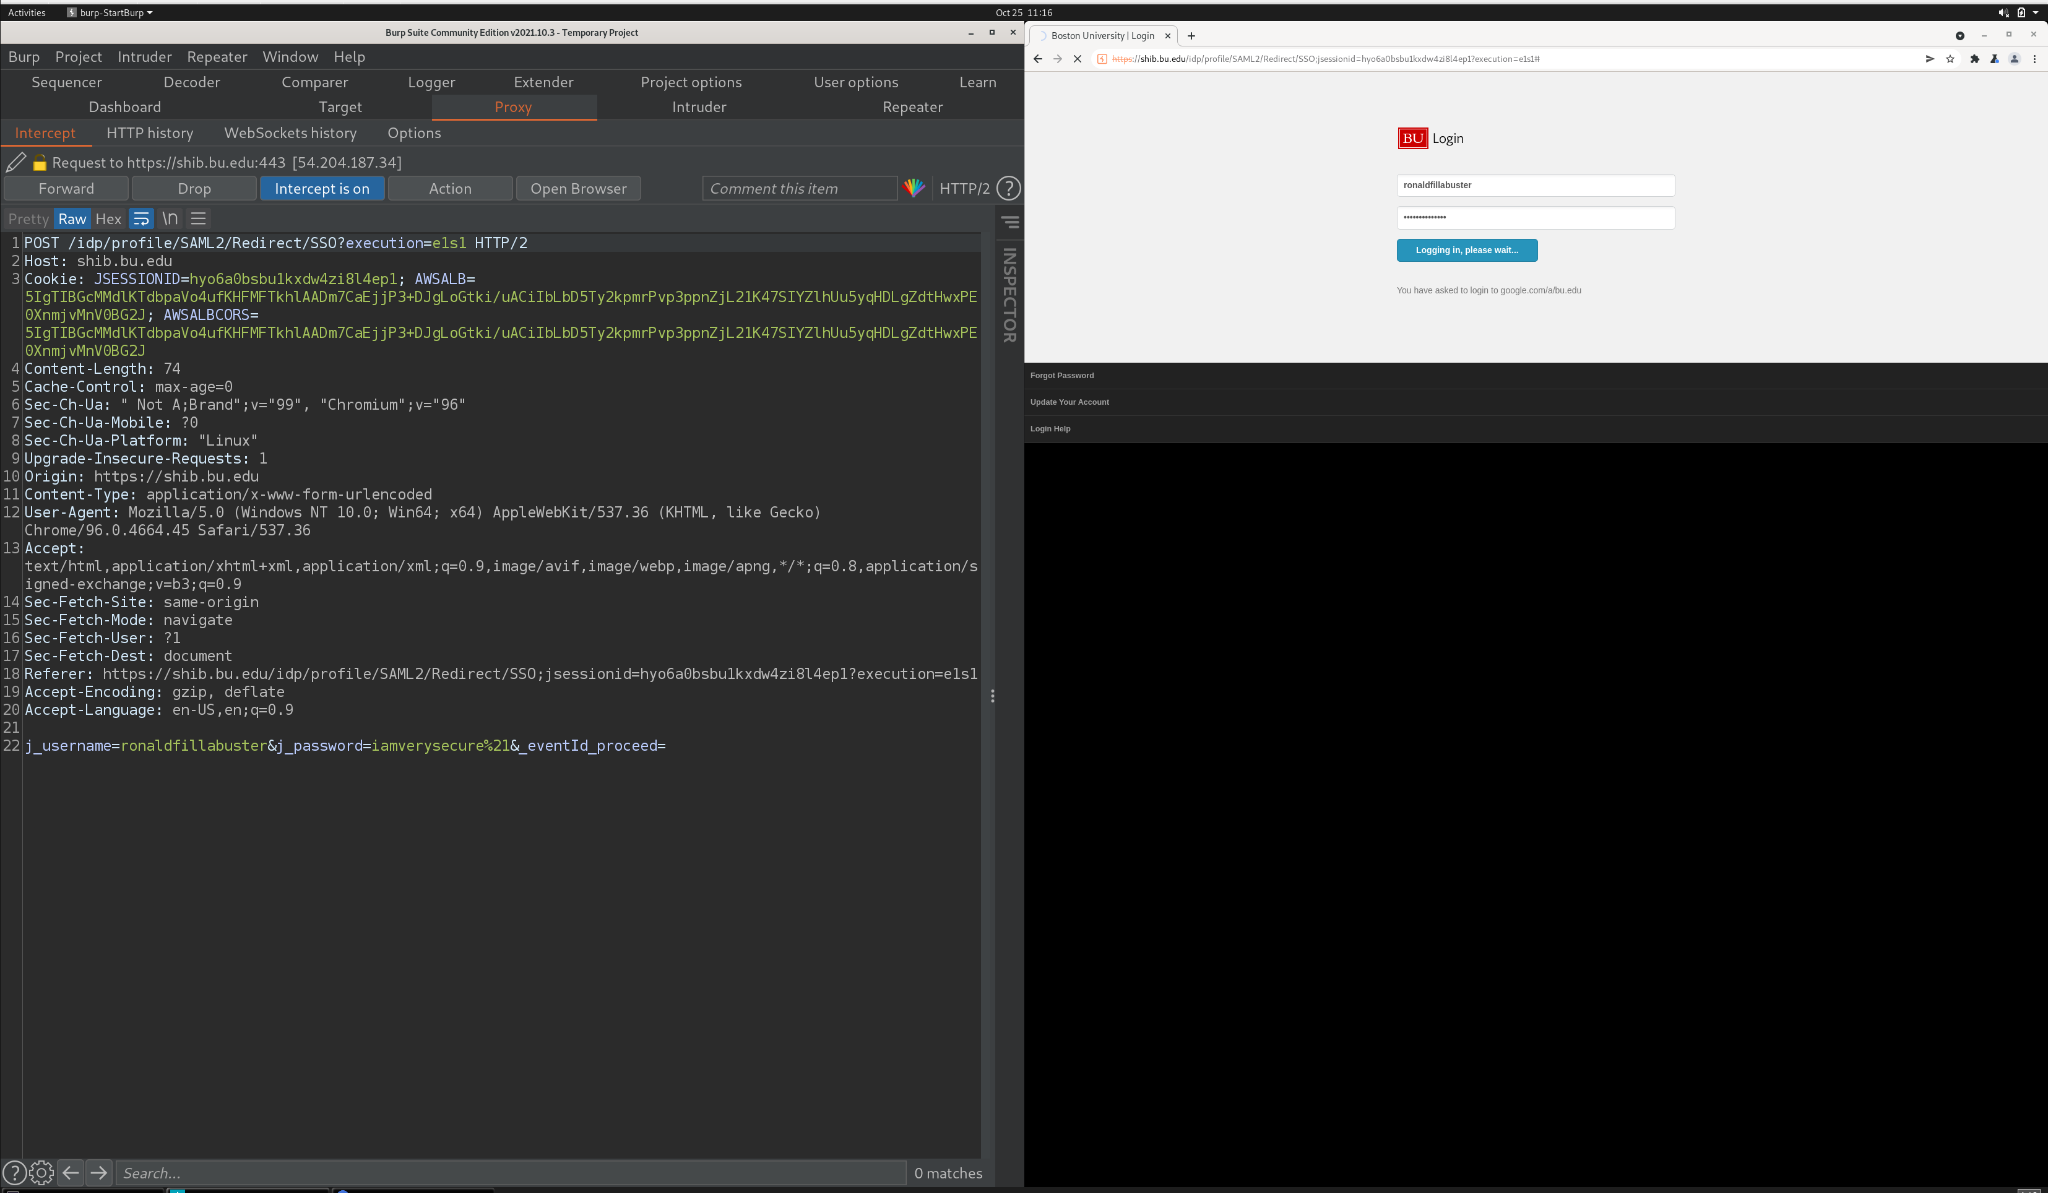 Activities burp-StartBurp Oct 25 11:16
Burp Suite Community Edition v2021.10.3 - Temporary Project
Burp Project Intruder Repeater Window Help
Sequencer Decoder Comparer Logger Extender Project options User options Learn
Dashboard Target Proxy Intruder Repeater
Intercept HTTP history WebSockets history Options
Request to https://shib.bu.edu:443 [54.204.187.34]
Forward Drop Intercept is on Action Open Browser Comment this item HTTP/2 ?
Pretty Raw Hex \n
INSPECTOR
1 POST /idp/profile/SAML2/Redirect/SSO?execution=e1s1 HTTP/2
2 Host: shib.bu.edu
3 Cookie: JSESSIONID=hyo6a0bsbu1kxdw4zi8l4ep1; AWSALB=
5IgTIBGcMMdlKTdbpaVo4ufKHFMFTkhlAADm7CaEjjP3+DJgLoGtki/uACiIbLbD5Ty2kpmrPvp3ppnZjL21K47SIYZlhUu5yqHDLgZdtHwxPE
0XnmjvMnV0BG2J; AWSALBCORS=
5IgTIBGcMMdlKTdbpaVo4ufKHFMFTkhlAADm7CaEjjP3+DJgLoGtki/uACiIbLbD5Ty2kpmrPvp3ppnZjL21K47SIYZlhUu5yqHDLgZdtHwxPE
0XnmjvMnV0BG2J
4 Content-Length: 74
5 Cache-Control: max-age=0
6 Sec-Ch-Ua: " Not A;Brand";v="99", "Chromium";v="96"
7 Sec-Ch-Ua-Mobile: ?0
8 Sec-Ch-Ua-Platform: "Linux"
9 Upgrade-Insecure-Requests: 1
10 Origin: https://shib.bu.edu
11 Content-Type: application/x-www-form-urlencoded
12 User-Agent: Mozilla/5.0 (Windows NT 10.0; Win64; x64) AppleWebKit/537.36 (KHTML, like Gecko)
Chrome/96.0.4664.45 Safari/537.36
13 Accept:
text/html,application/xhtml+xml,application/xml;q=0.9,image/avif,image/webp,image/apng,*/*;q=0.8,application/s
igned-exchange;v=b3;q=0.9
14 Sec-Fetch-Site: same-origin
15 Sec-Fetch-Mode: navigate
16 Sec-Fetch-User: ?1
17 Sec-Fetch-Dest: document
18 Referer: https://shib.bu.edu/idp/profile/SAML2/Redirect/SSO;jsessionid=hyo6a0bsbu1kxdw4zi8l4ep1?execution=e1s1
19 Accept-Encoding: gzip, deflate
20 Accept-Language: en-US,en;q=0.9
21
22 j_username=ronaldfillabuster&j_password=iamverysecure%21&_eventId_proceed=
? Search... 0 matches
Boston University | Login
https://shib.bu.edu/idp/profile/SAML2/Redirect/SSO;jsessionid=hyo6a0bsbu1kxdw4zi8l4ep1?execution=e1s1#
BU Login
ronaldfillabuster
••••••••••••••
Logging in, please wait...
You have asked to login to google.com/a/bu.edu
Forgot Password
Update Your Account
Login Help